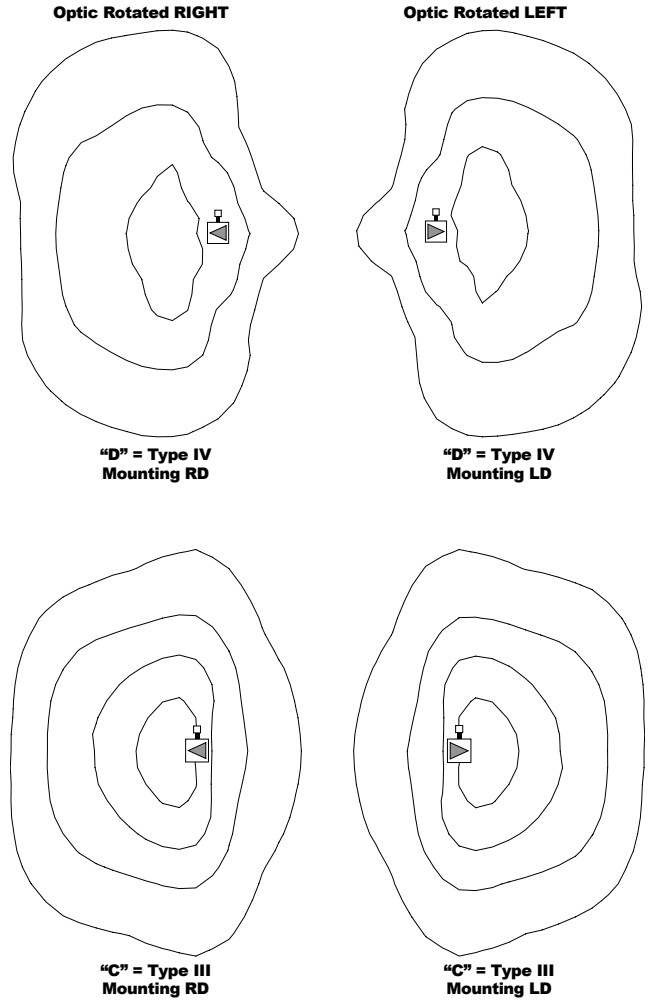 Optic Rotated RIGHT
Optic Rotated LEFT
“D” = Type IV
Mounting RD
“D” = Type IV
Mounting LD
“C” = Type III
Mounting RD
“C” = Type III
Mounting LD